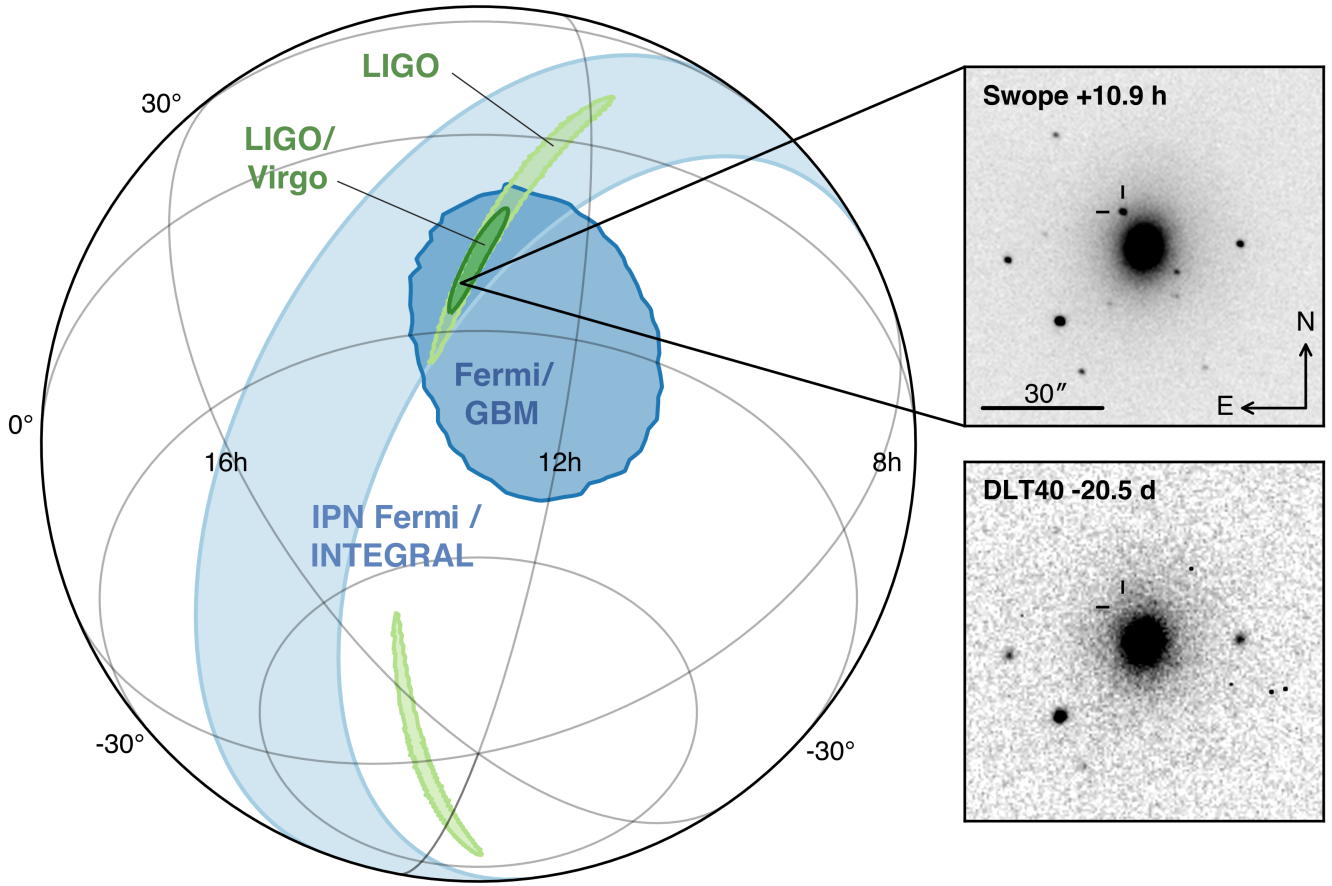 LIGO
LIGO/
Virgo
30°
0°
16h
12h
8h
Fermi/
GBM
IPN Fermi /
INTEGRAL
-30°
-30°
Swope +10.9 h
N
30″
E
DLT40 -20.5 d